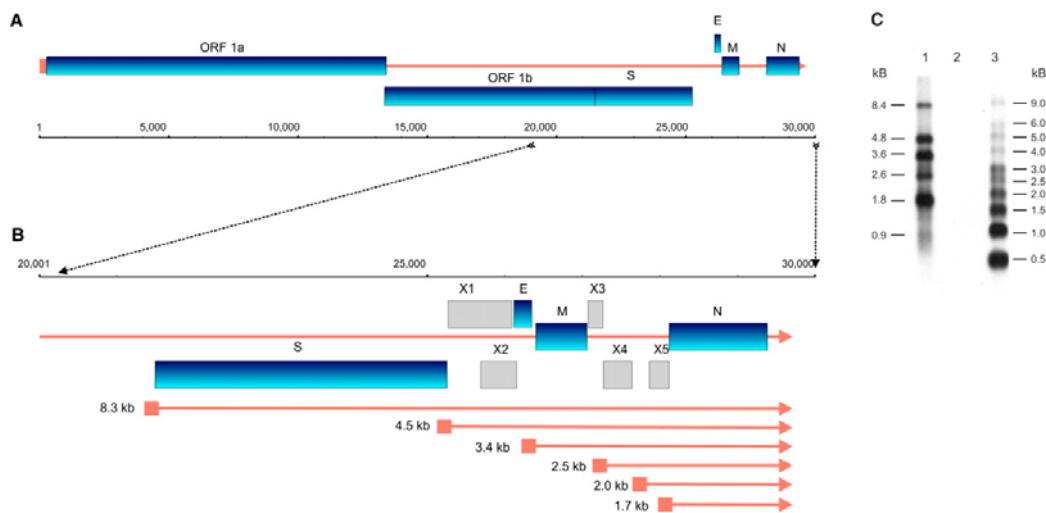 A
ORF 1a
E
M
N
ORF 1b
S
1
5,000
10,000
15,000
20,000
25,000
30,000
B
20,001
25,000
30,000
X1
E
X3
M
N
S
X2
X4
X5
8.3 kb
4.5 kb
3.4 kb
2.5 kb
2.0 kb
1.7 kb
C
1 2 3
kB
8.4
4.8
3.6
2.6
1.8
0.9
kB
9.0
6.0
5.0
4.0
3.0
2.5
2.0
1.5
1.0
0.5